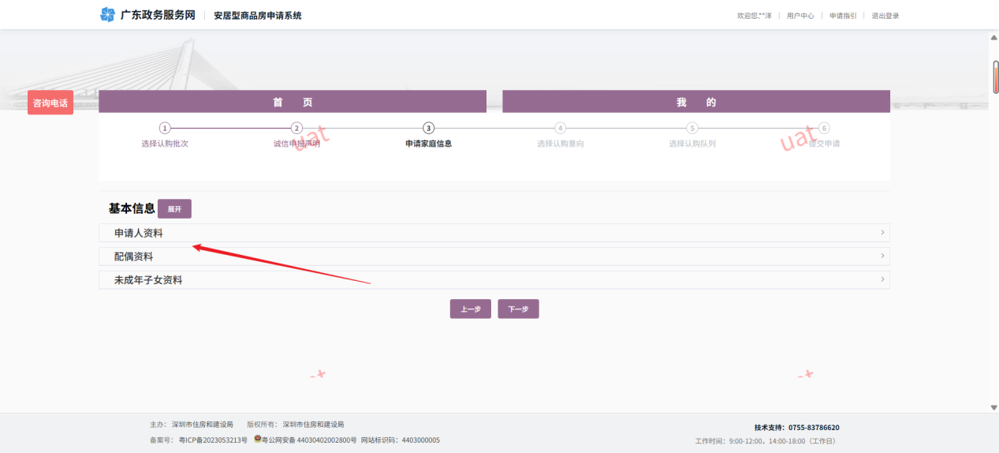 广东政务服务网 | 安居型商品房申请系统
欢迎您,**洋 | 用户中心 | 申请指引 | 退出登录
咨询电话
首 页
我 的
1 2 3 4 5 6
选择认购批次 诚信申报声明 申请家庭信息 选择认购意向 选择认购队列 提交申请
uat uat
基本信息 展开
申请人资料
配偶资料
未成年子女资料
上一步 下一步
主办: 深圳市住房和建设局 版权所有: 深圳市住房和建设局
技术支持: 0755-83786620
备案号: 粤ICP备2023053213号 粤公网安备 44030402002800号 网站标识码: 4403000005
工作时间: 9:00-12:00, 14:00-18:00 (工作日)